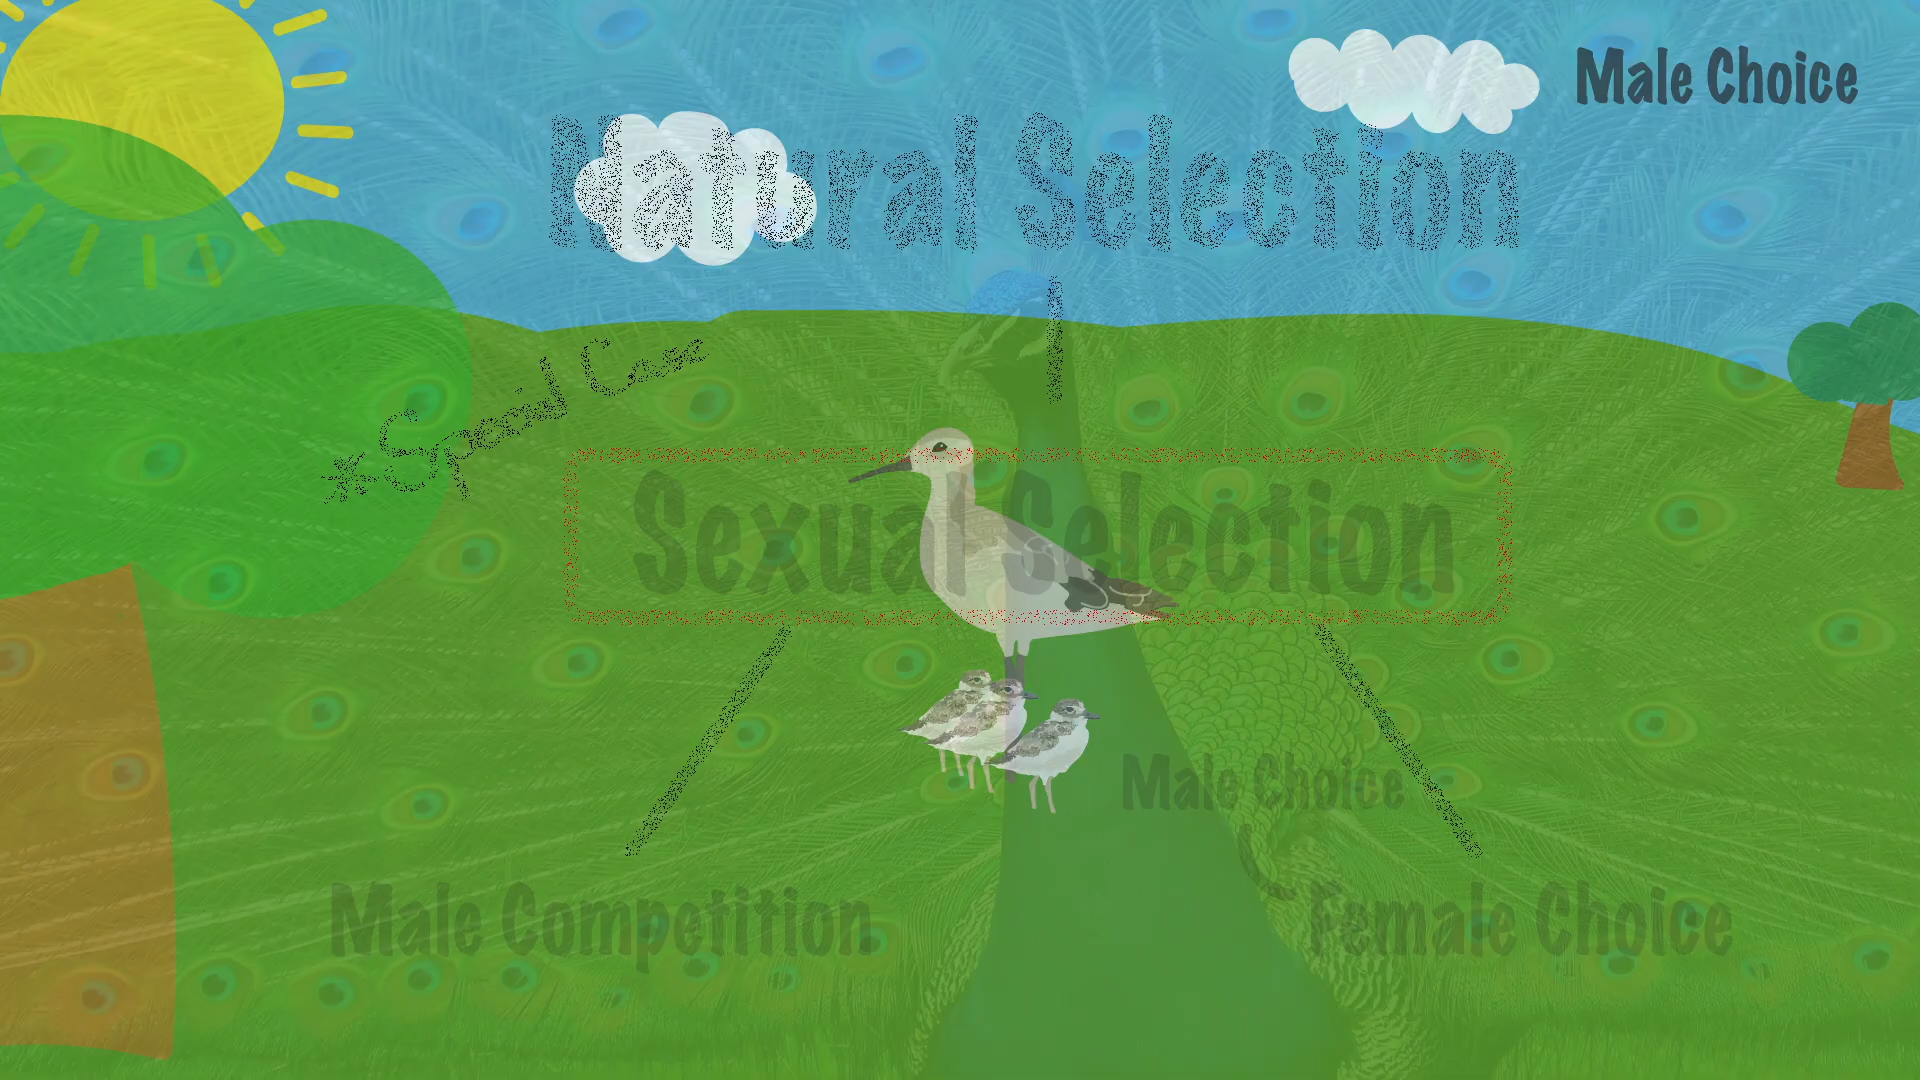 Male Choice
Natural Selection
*Special Case
Sexual Selection
Male Choice
Male Competition
Female Choice